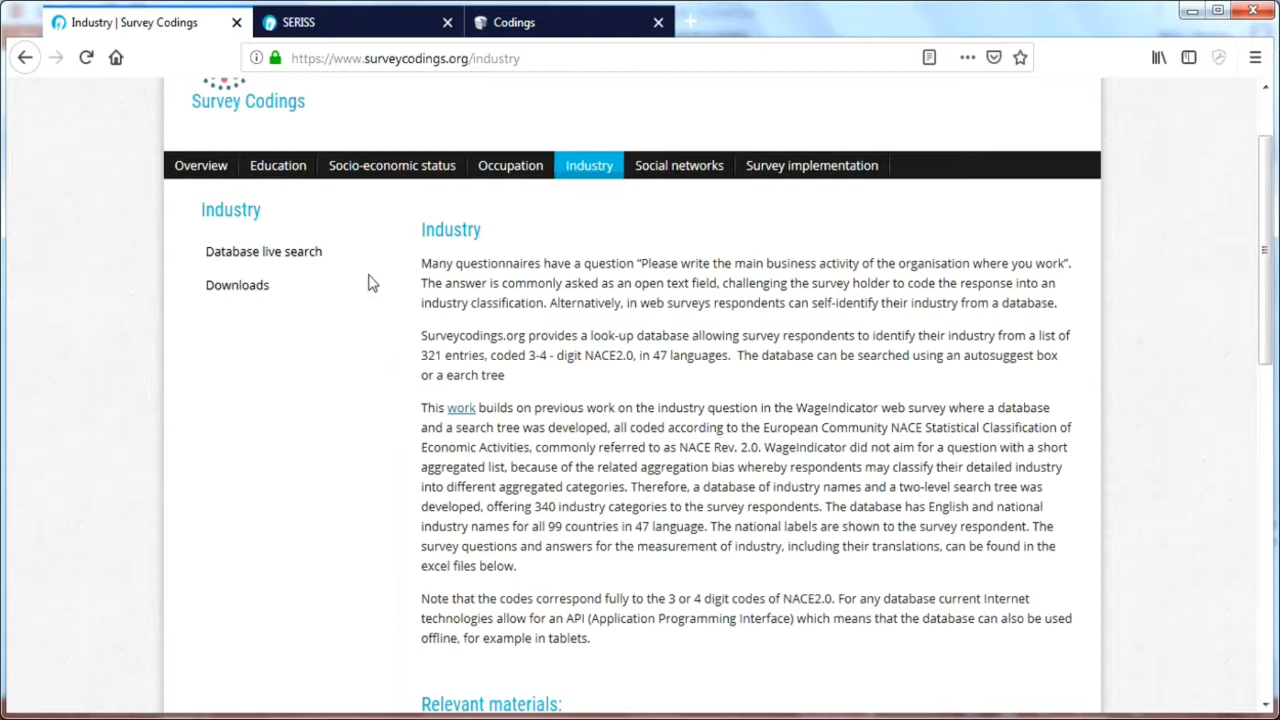 Industry | Survey Codings
SERISS
Codings
https://www.surveycodings.org/industry
Survey Codings
Overview
Education
Socio-economic status
Occupation
Industry
Social networks
Survey implementation
Industry
Database live search
Downloads
Industry
Many questionnaires have a question “Please write the main business activity of the organisation where you work”.
The answer is commonly asked as an open text field, challenging the survey holder to code the response into an
industry classification. Alternatively, in web surveys respondents can self-identify their industry from a database.
Surveycodings.org provides a look-up database allowing survey respondents to identify their industry from a list of
321 entries, coded 3-4 - digit NACE2.0, in 47 languages.  The database can be searched using an autosuggest box
or a earch tree
This work builds on previous work on the industry question in the WageIndicator web survey where a database
and a search tree was developed, all coded according to the European Community NACE Statistical Classification of
Economic Activities, commonly referred to as NACE Rev. 2.0. WageIndicator did not aim for a question with a short
aggregated list, because of the related aggregation bias whereby respondents may classify their detailed industry
into different aggregated categories. Therefore, a database of industry names and a two-level search tree was
developed, offering 340 industry categories to the survey respondents. The database has English and national
industry names for all 99 countries in 47 language. The national labels are shown to the survey respondent. The
survey questions and answers for the measurement of industry, including their translations, can be found in the
excel files below.
Note that the codes correspond fully to the 3 or 4 digit codes of NACE2.0. For any database current Internet
technologies allow for an API (Application Programming Interface) which means that the database can also be used
offline, for example in tablets.
Relevant materials: